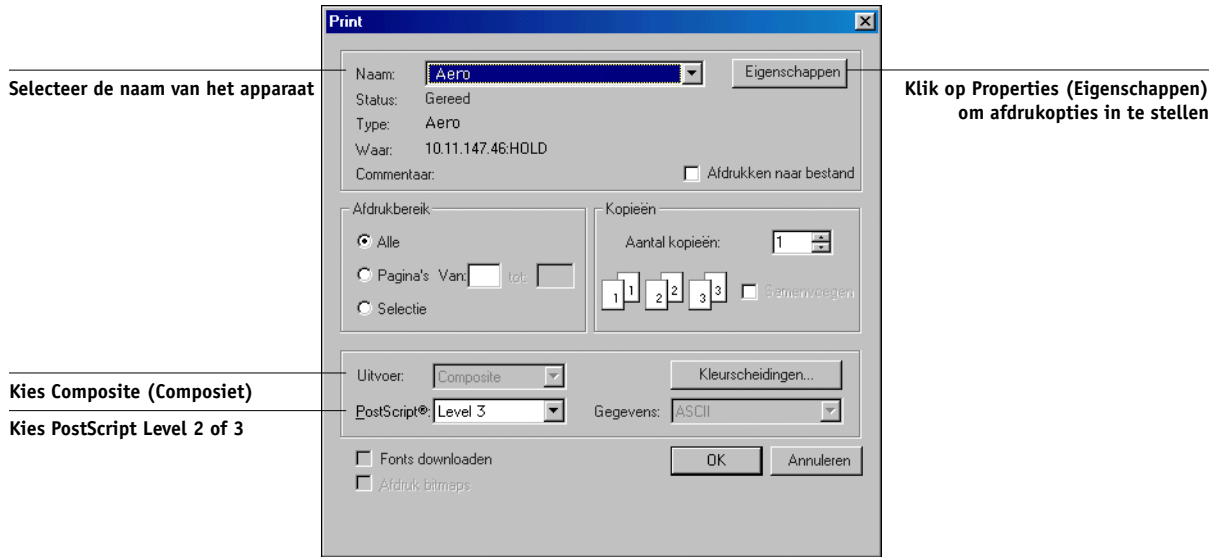 Print
Naam: Aero Eigenschappen
Selecteer de naam van het apparaat
Klik op Properties (Eigenschappen)
om afdrukopties in te stellen
Status: Gereed
Type: Aero
Waar: 10.11.147.46:HOLD
Commentaar: Afdrukken naar bestand
Afdrukbereik
Kopieën
Alle
Aantal kopieën: 1
Pagina's Van: tot:
1 1 2 2 3 3 Samenvoegen
Selectie
Uitvoer: Composite Kleurscheidingen...
Kies Composite (Composiet)
PostScript®: Level 3 Gegevens: ASCII
Kies PostScript Level 2 of 3
Fonts downloaden
OK Annuleren
Afdruk bitmaps